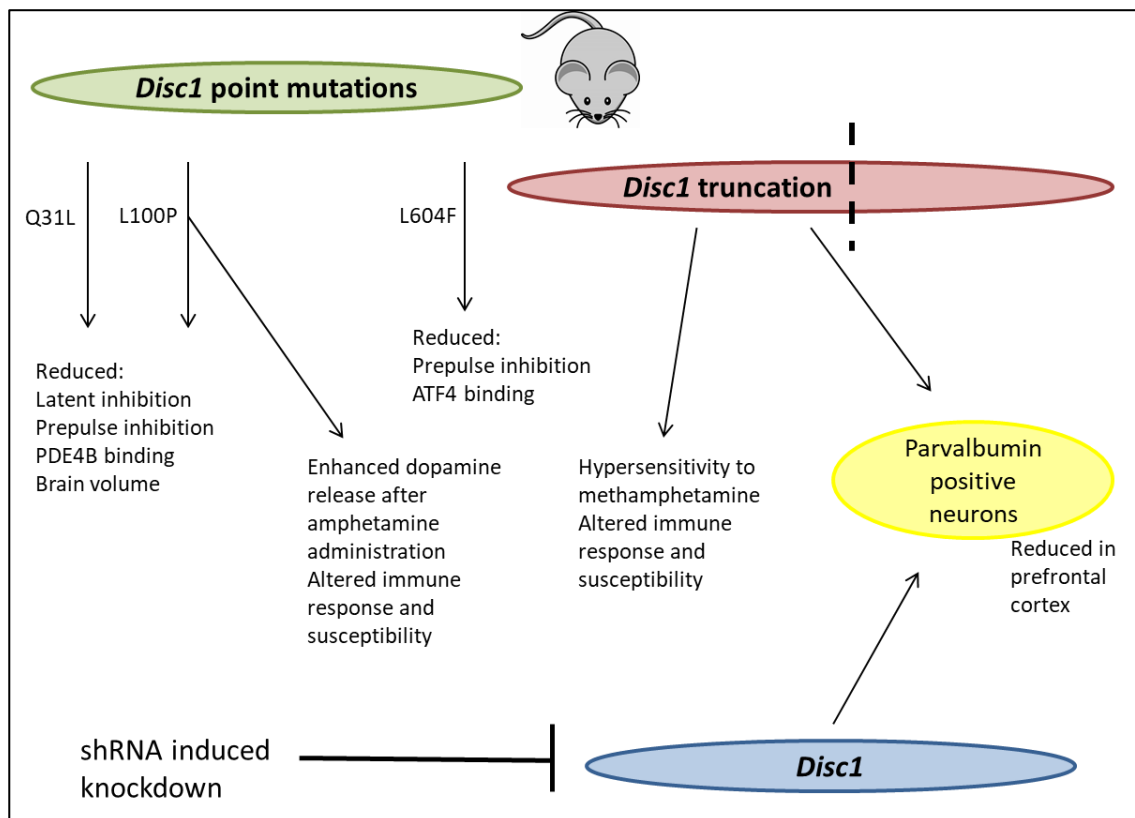 Disc1 point mutations
Disc1 truncation
Q31L
L100P
L604F
Reduced:
Latent inhibition
Prepulse inhibition
PDE4B binding
Brain volume
Enhanced dopamine
release after
amphetamine
administration
Altered immune
response and
susceptibility
Reduced:
Prepulse inhibition
ATF4 binding
Hypersensitivity to
methamphetamine
Altered immune
response and
susceptibility
Parvalbumin
positive
neurons
Reduced in
prefrontal
cortex
shRNA induced
knockdown
Disc1